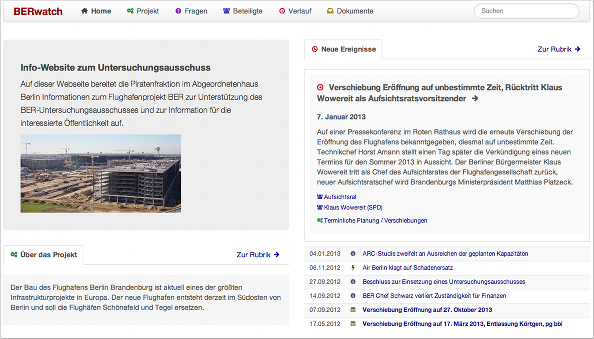 BERwatch Home Projekt Fragen Beteiligte Verlauf Dokumente Suchen
Info-Website zum Untersuchungsausschuss
Auf dieser Webseite bereitet die Piratenfraktion im Abgeordnetenhaus
Berlin Informationen zum Flughafenprojekt BER zur Unterstützung des
BER-Untersuchungsausschusses und zur Information für die
interessierte Öffentlichkeit auf.
Über das Projekt Zur Rubrik
Der Bau des Flughafens Berlin Brandenburg ist aktuell eines der größten
Infrastrukturprojekte in Europa. Der neue Flughafen entsteht derzeit im Südosten von
Berlin und soll die Flughäfen Schönefeld und Tegel ersetzen.
Neue Ereignisse Zur Rubrik
Verschiebung Eröffnung auf unbestimmte Zeit, Rücktritt Klaus
Wowereit als Aufsichtsratsvorsitzender
7. Januar 2013
Auf einer Pressekonferenz im Roten Rathaus wird die erneute Verschiebung der
Eröffnung des Flughafens bekanntgegeben, diesmal auf unbestimmte Zeit.
Technikchef Horst Amann stellt einen Tag später die Verkündigung eines neuen
Termins für den Sommer 2013 in Aussicht. Der Berliner Bürgermeister Klaus
Wowereit tritt als Chef des Aufsichtsrates der Flughafengesellschaft zurück,
neuer Aufsichtsratschef wird Brandenburgs Ministerpräsident Matthias Platzeck.
Aufsichtsrat
Klaus Wowereit (SPD)
Terminliche Planung / Verschiebungen
04.01.2013 ARC-Studie zweifelt an Ausreichen der geplanten Kapazitäten
06.11.2012 Air Berlin klagt auf Schadenersatz
27.09.2012 Beschluss zur Einsetzung eines Untersuchungsausschusses
14.09.2012 BER Chef Schwarz verliert Zuständigkeit für Finanzen
07.09.2012 Verschiebung Eröffnung auf 27. Oktober 2013
17.05.2012 Verschiebung Eröffnung auf 17. März 2013, Entlassung Körtgen, pg bbi